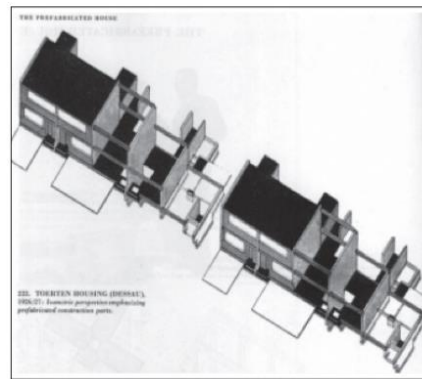 THE PREFABRICATED HOUSE
222. TOERTEN HOUSING (DESSAU),
1926/27: Isometric perspective emphasizing
prefabricated construction parts.